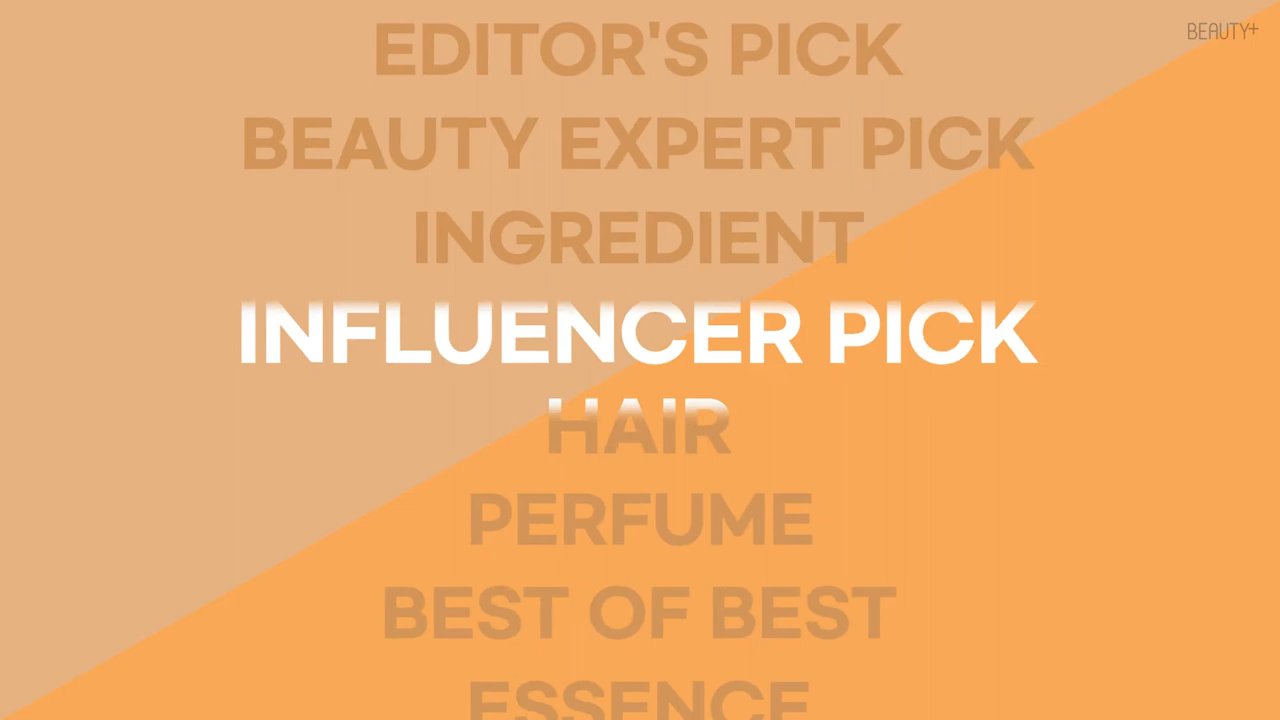 BEAUTY+
EDITOR'S PICK
BEAUTY EXPERT PICK
INGREDIENT
INFLUENCER PICK
HAIR
PERFUME
BEST OF BEST
ESSENCE